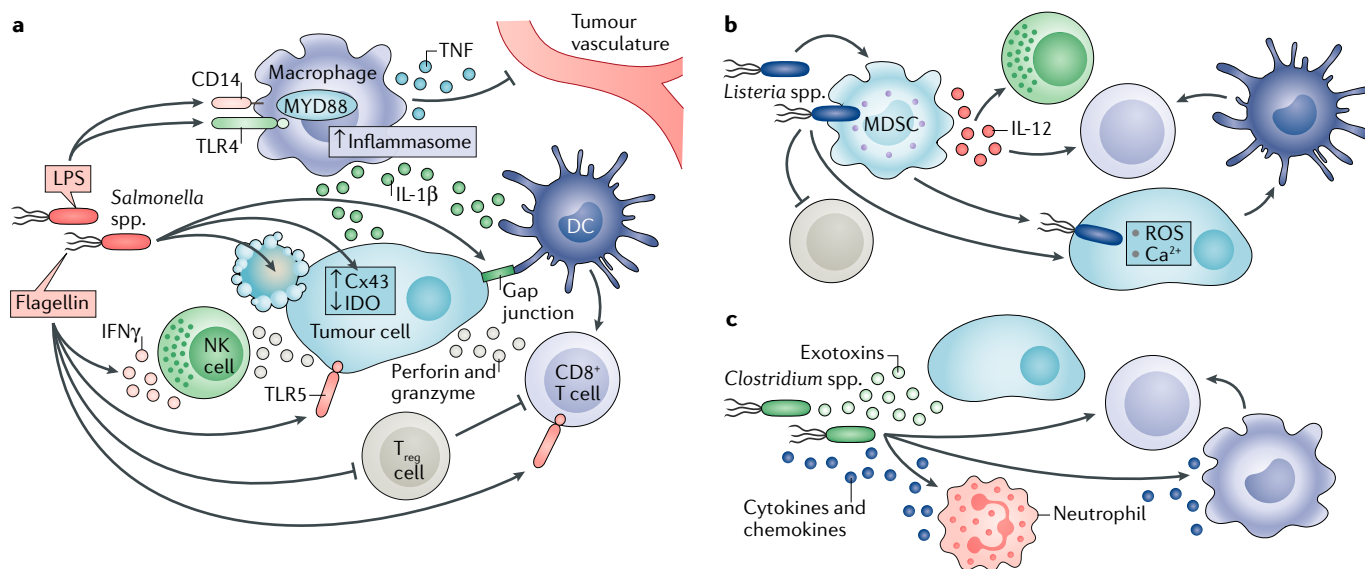 a
Tumour
vasculature
TNF
CD14
Macrophage
MYD88
TLR4
↑ Inflammasome
LPS
Salmonella
spp.
IL-1β
DC
Flagellin
↑ Cx43
↓ IDO
Tumour cell
Gap
junction
IFNγ
NK
cell
TLR5
Perforin and
granzyme
CD8⁺
T cell
T_reg
cell
b
Listeria spp.
MDSC
IL-12
ROS
Ca²⁺
c
Exotoxins
Clostridium spp.
Cytokines and
chemokines
Neutrophil